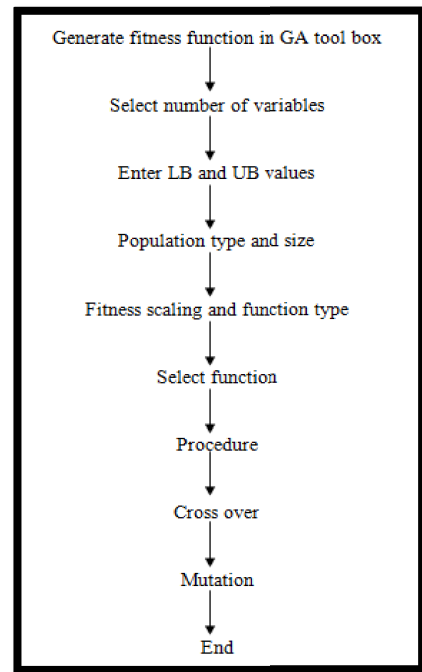 Generate fitness function in GA tool box
Select number of variables
Enter LB and UB values
Population type and size
Fitness scaling and function type
Select function
Procedure
Cross over
Mutation
End